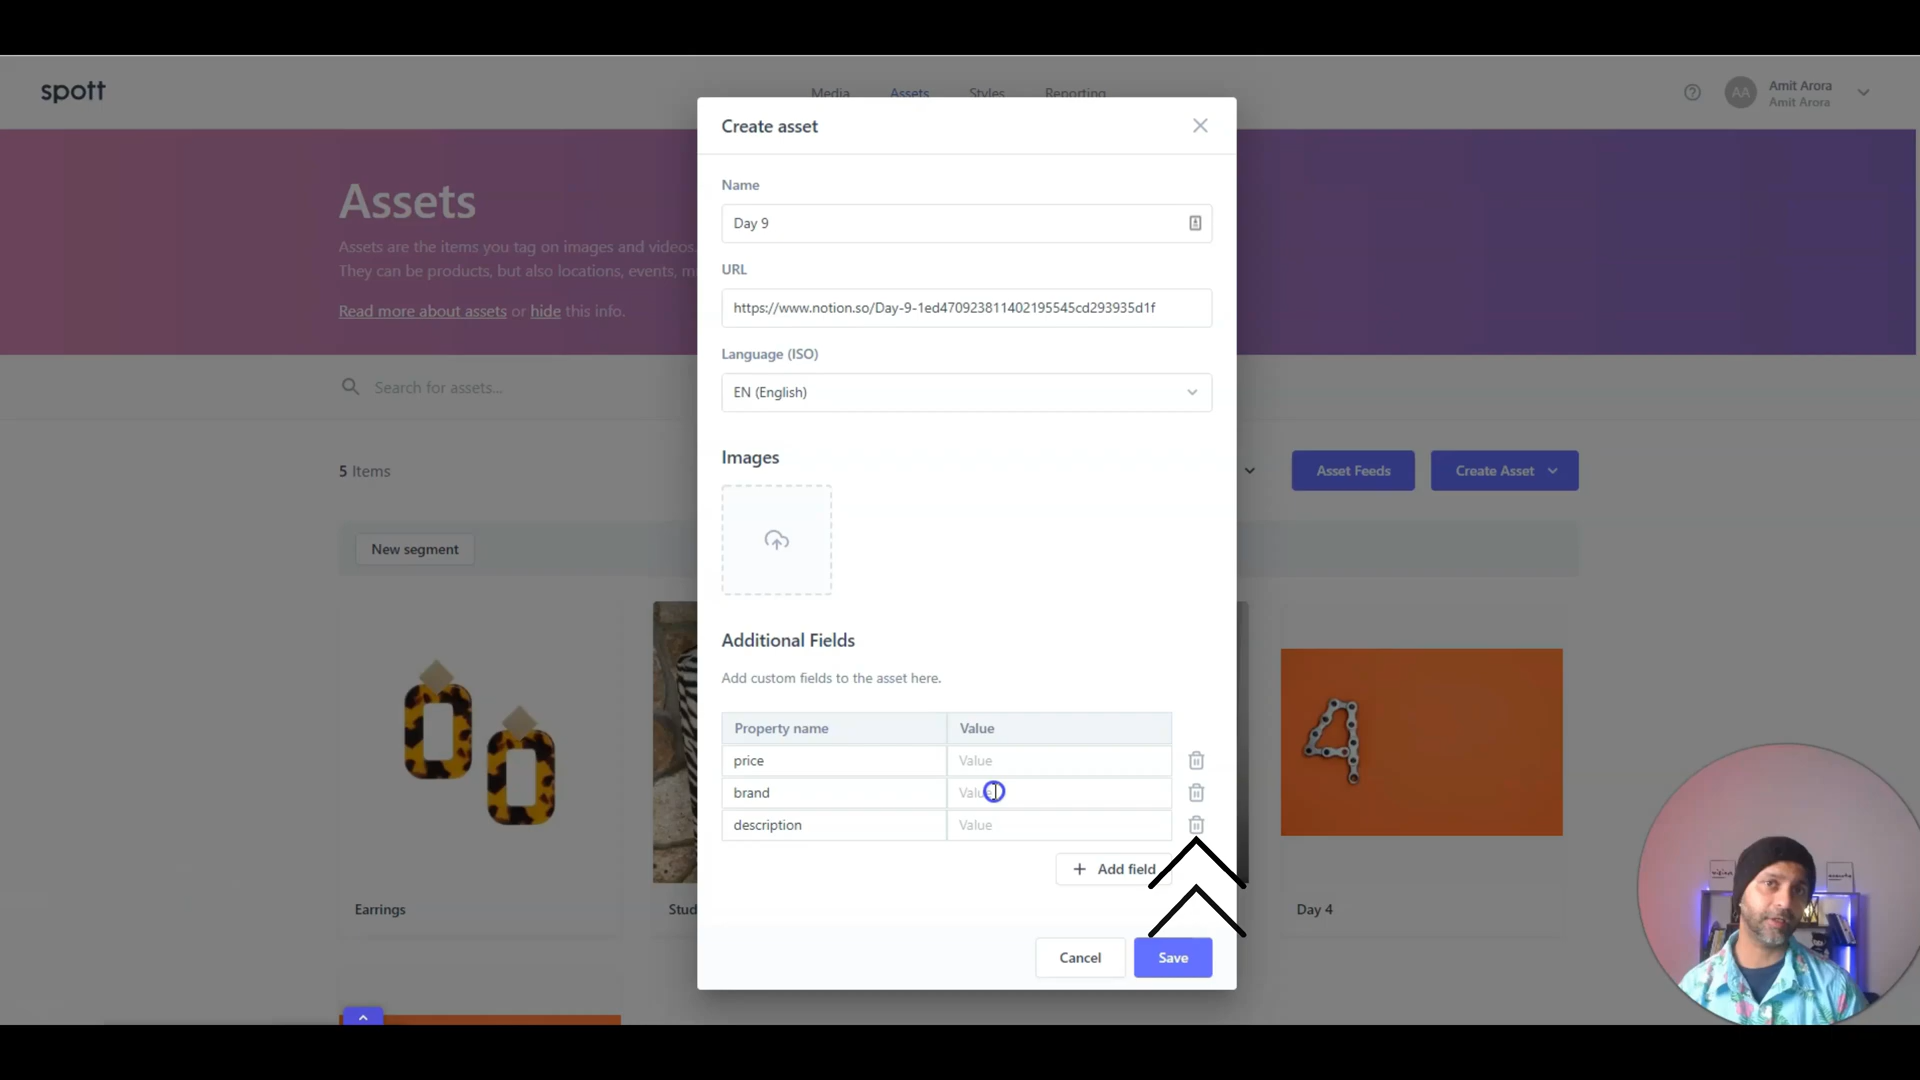 spott
Media
Assets
Styles
Reporting
AA
Amit Arora
Amit Arora
Assets
Assets are the items you tag on images and videos.
They can be products, but also locations, events,
Read more about assets or hide this info.
Search for assets...
5 Items
Asset Feeds
Create Asset
New segment
Earrings
Stud
Day 4
Create asset
Name
Day 9
URL
https://www.notion.so/Day-9-1ed470923811402195545cd293935d1f
Language (ISO)
EN (English)
Images
Additional Fields
Add custom fields to the asset here.
Property name
Value
price
Value
brand
Value
description
Value
Add field
Cancel
Save